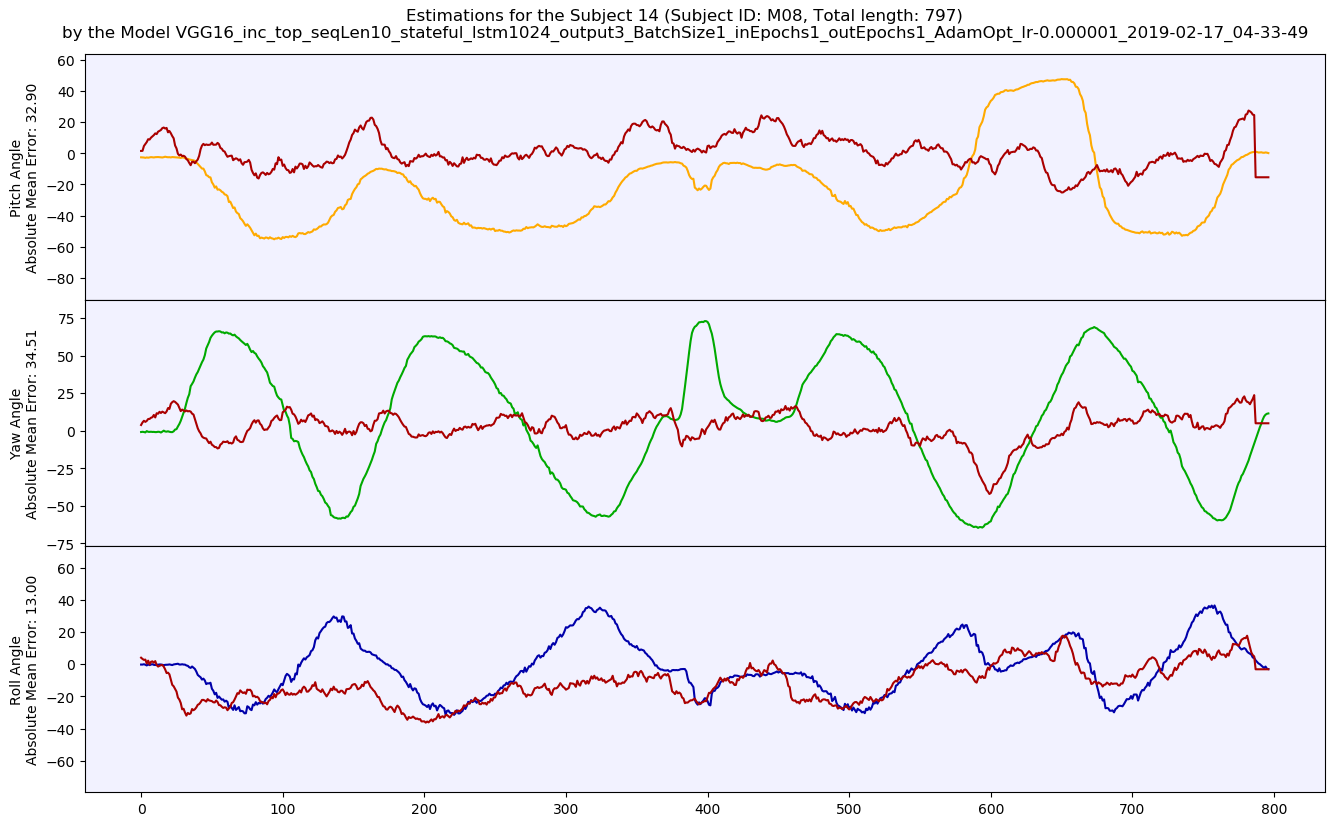 Estimations for the Subject 14 (Subject ID: M08, Total length: 797)
by the Model VGG16_inc_top_seqLen10_stateful_lstm1024_output3_BatchSize1_inEpochs1_outEpochs1_AdamOpt_lr-0.000001_2019-02-17_04-33-49
Pitch Angle
Absolute Mean Error: 32.90
60
40
20
0
−20
−40
−60
−80
Yaw Angle
Absolute Mean Error: 34.51
75
50
25
0
−25
−50
−75
Roll Angle
Absolute Mean Error: 13.00
60
40
20
0
−20
−40
−60
0 100 200 300 400 500 600 700 800